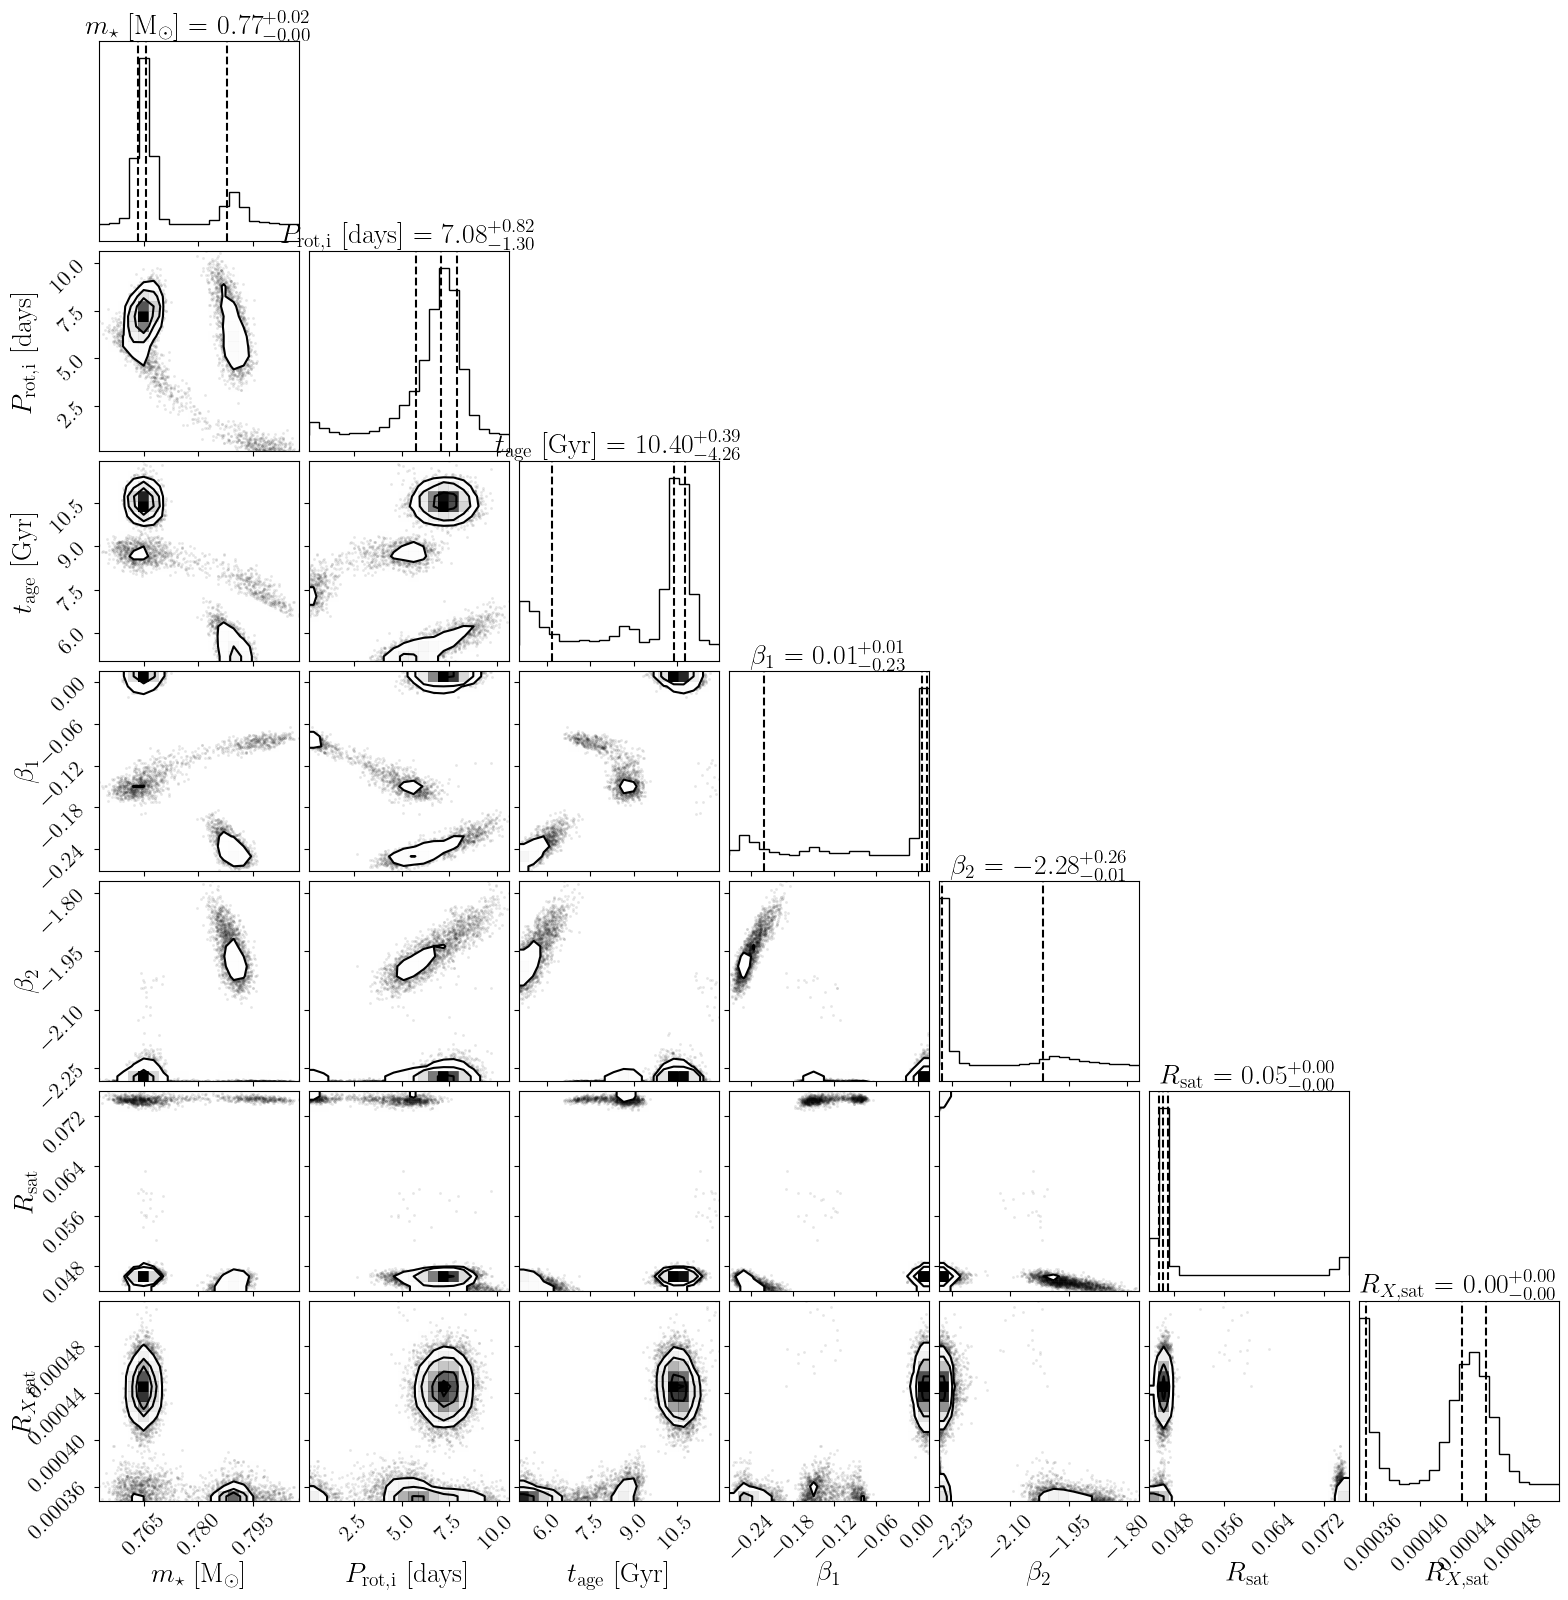 m⋆ [M⊙] = 0.77+0.02−0.00
Prot,i [days] = 7.08+0.82−1.30
10.0
7.5
5.0
2.5
Prot,i [days]
tage [Gyr] = 10.40+0.39−4.26
10.5
9.0
7.5
6.0
tage [Gyr]
β1 = 0.01+0.01−0.23
0.00
−0.06
−0.12
−0.18
−0.24
β1
β2 = −2.28+0.26−0.01
−1.80
−1.95
−2.10
−2.25
β2
Rsat = 0.05+0.00−0.00
0.072
0.064
0.056
0.048
Rsat
RX,sat = 0.00+0.00−0.00
0.00048
0.00044
0.00040
0.00036
RX,sat
0.765 0.780 0.795
2.5 5.0 7.5 10.0
6.0 7.5 9.0 10.5
−0.24 −0.18 −0.12 −0.06 0.00
−2.25 −2.10 −1.95 −1.80
0.048 0.056 0.064 0.072
0.00036 0.00040 0.00044 0.00048
m⋆ [M⊙] Prot,i [days] tage [Gyr] β1 β2 Rsat RX,sat